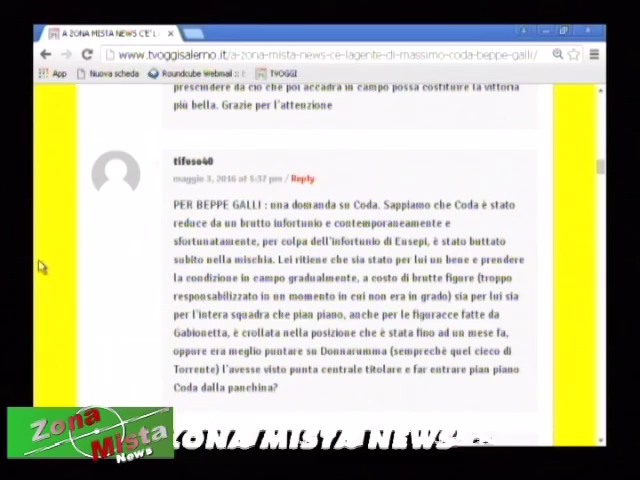 A ZONA MISTA NEWS C'E' L
www.tvoggisalerno.it/a-zona-mista-news-ce-lagente-di-massimo-coda-beppe-galli/
App Nuova scheda Roundcube Webmail :: TVOGGI
prescindere da ciò che poi accadrà in campo possa costituire la vittoria
più bella. Grazie per l'attenzione
tifoso40
maggio 3, 2016 at 5:37 pm / Reply
PER BEPPE GALLI : una domanda su Coda. Sappiamo che Coda è stato
reduce da un brutto infortunio e contemporaneamente e
sfortunatamente, per colpa dell'infortunio di Eusepi, è stato buttato
subito nella mischia. Lei ritiene che sia stato per lui un bene e prendere
la condizione in campo gradualmente, a costo di brutte figure (troppo
responsabilizzato in un momento in cui non era in grado) sia per lui sia
per l'intera squadra che pian piano, anche per le figuracce fatte da
Gabionetta, è crollata nella posizione che è stata fino ad un mese fa,
oppure era meglio puntare su Donnarumma (sempreché quel cieco di
Torrente) l'avesse visto punta centrale titolare e far entrare pian piano
Coda dalla panchina?
Zona
Mista
News
ZONA MISTA NEWS